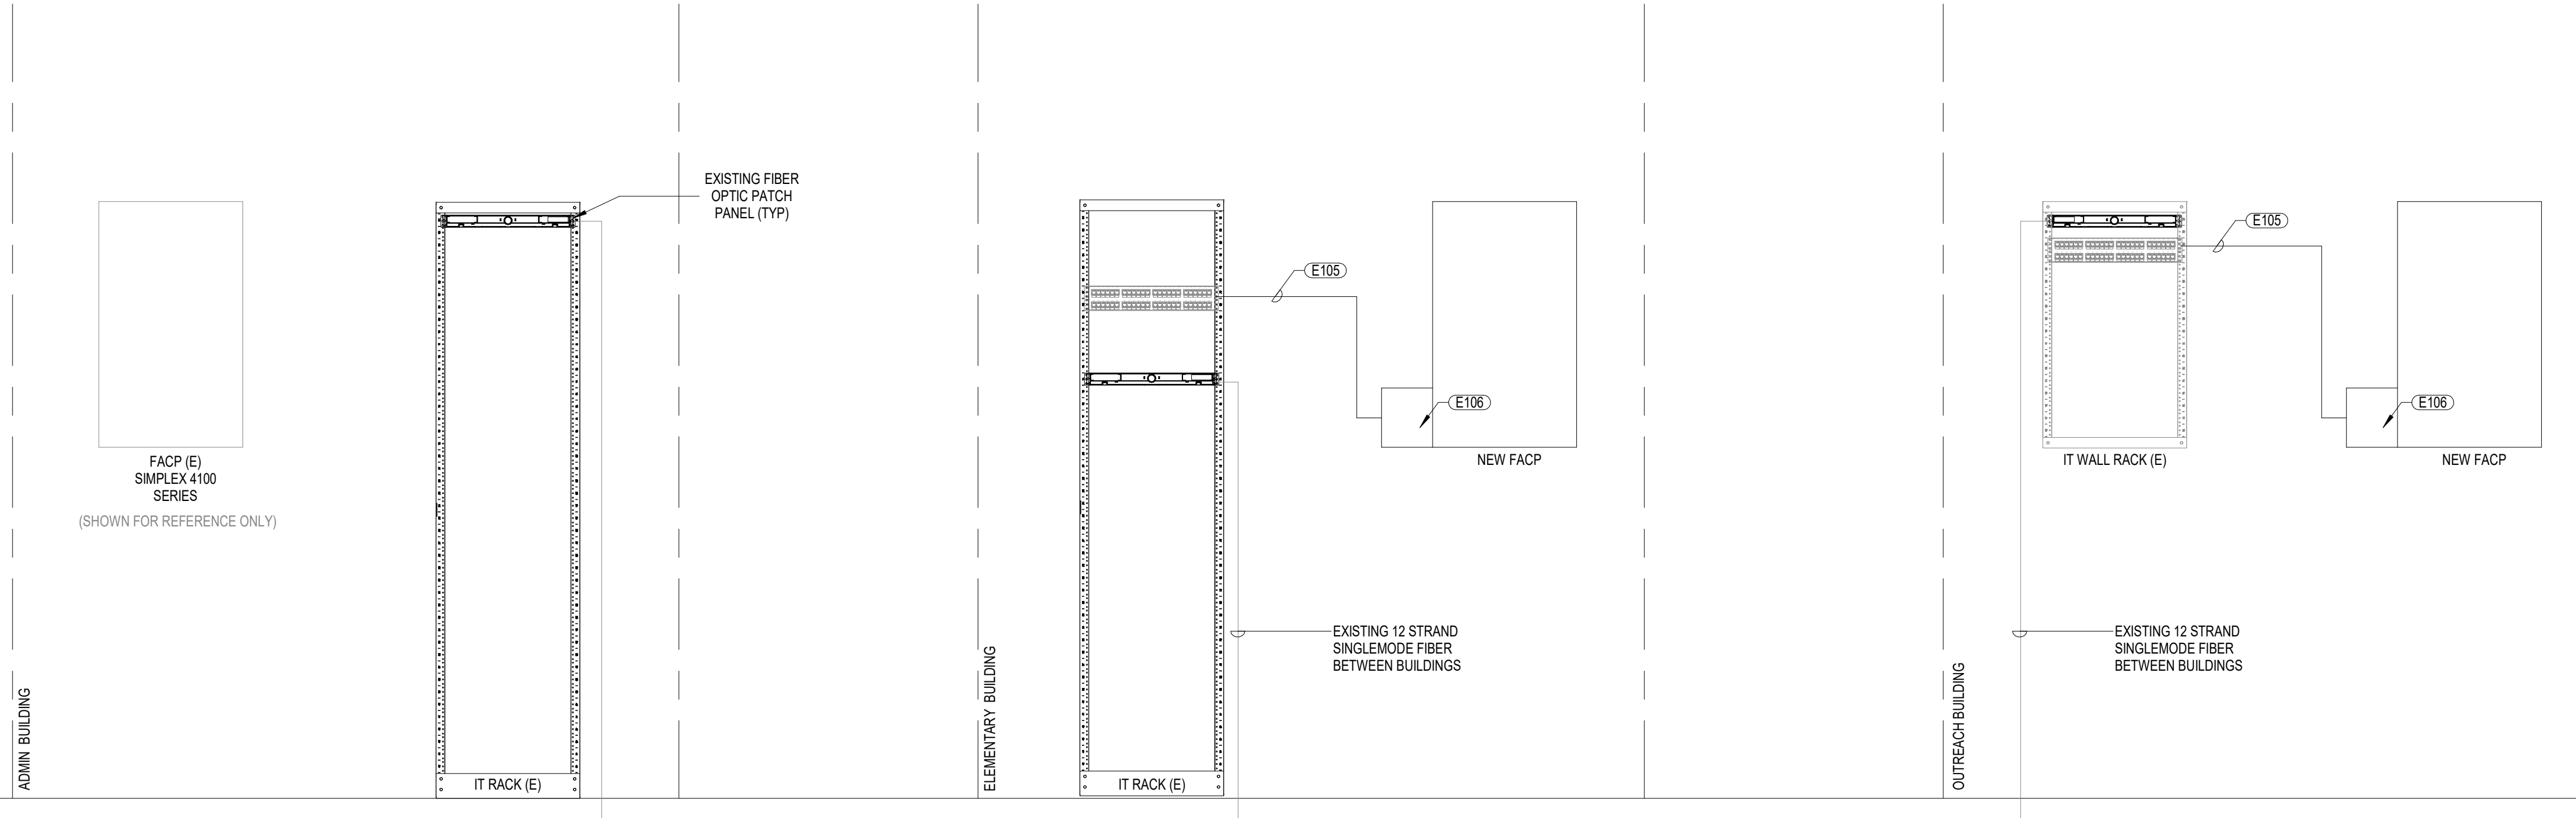 ADMIN BUILDING
FACP (E)
SIMPLEX 4100
SERIES
(SHOWN FOR REFERENCE ONLY)
IT RACK (E)
EXISTING FIBER
OPTIC PATCH
PANEL (TYP)
ELEMENTARY BUILDING
IT RACK (E)
E105
E106
NEW FACP
EXISTING 12 STRAND
SINGLEMODE FIBER
BETWEEN BUILDINGS
OUTREACH BUILDING
IT WALL RACK (E)
E105
E106
NEW FACP
EXISTING 12 STRAND
SINGLEMODE FIBER
BETWEEN BUILDINGS